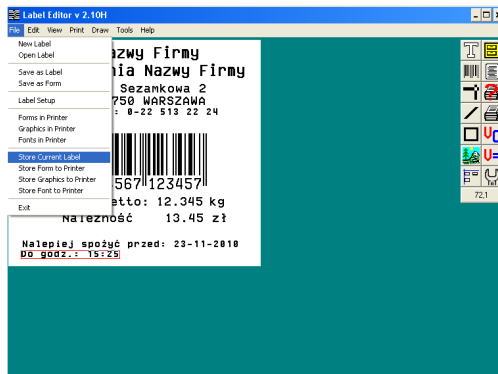 Label Editor v 2.10H
File Edit View Print Draw Tools Help
New Label
Open Label
Save as Label
Save as Form
Label Setup
Forms in Printer
Graphics in Printer
Fonts in Printer
Store Current Label
Store Form to Printer
Store Graphics to Printer
Store Font to Printer
Exit
azwy Firmy
nia Nazwy Firmy
Sezamkowa 2
750 WARSZAWA
: 0-22 513 22 24
567 123457
etto: 12.345 kg
Należność 13.45 zł
Nalepiej spożyć przed: 23-11-2010
Do godz.: 15:25
72,1